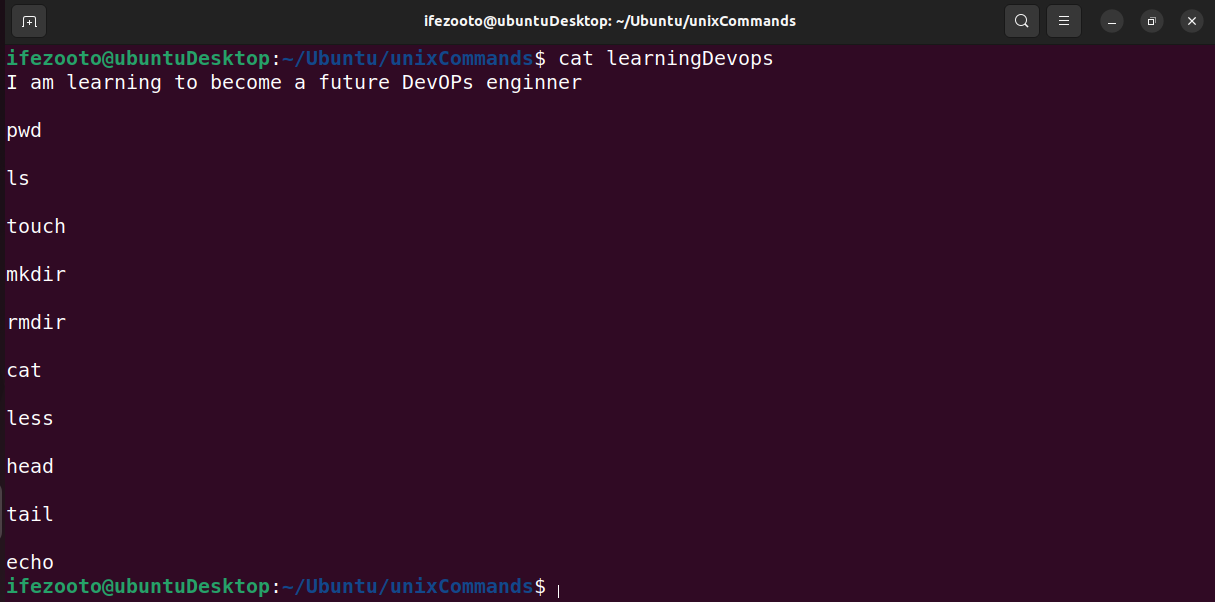 ifezooto@ubuntuDesktop: ~/Ubuntu/unixCommands
ifezooto@ubuntuDesktop:~/Ubuntu/unixCommands$ cat learningDevops
I am learning to become a future DevOPs enginner
pwd
ls
touch
mkdir
rmdir
cat
less
head
tail
echo
ifezooto@ubuntuDesktop:~/Ubuntu/unixCommands$